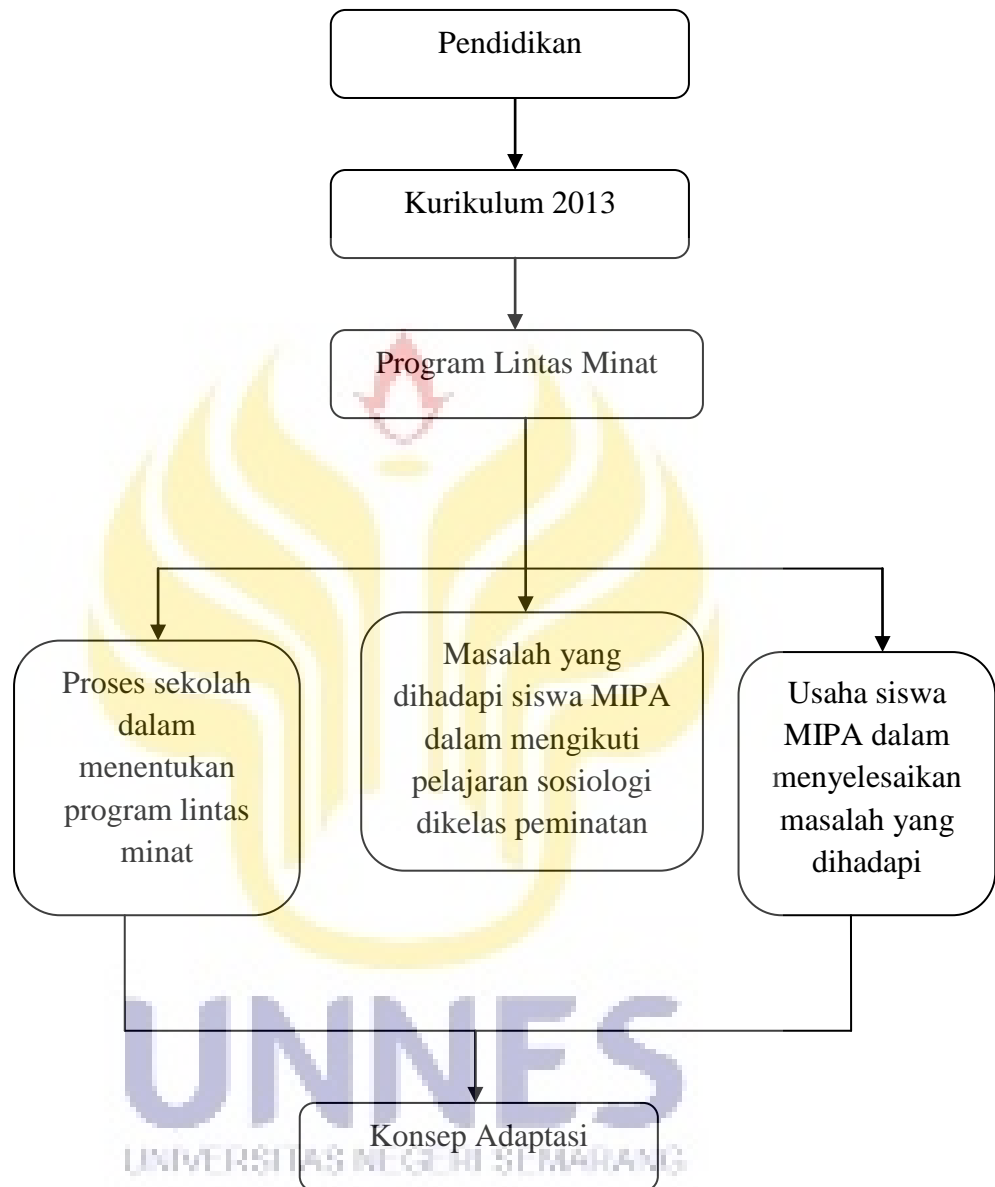 Pendidikan
Kurikulum 2013
Program Lintas Minat
Proses sekolah
dalam
menentukan
program lintas
minat
Masalah yang
dihadapi siswa MIPA
dalam mengikuti
pelajaran sosiologi
dikelas peminatan
Usaha siswa
MIPA dalam
menyelesaikan
masalah yang
dihadapi
UNNES
Konsep Adaptasi
UNIVERSITAS NEGERI SEMARANG